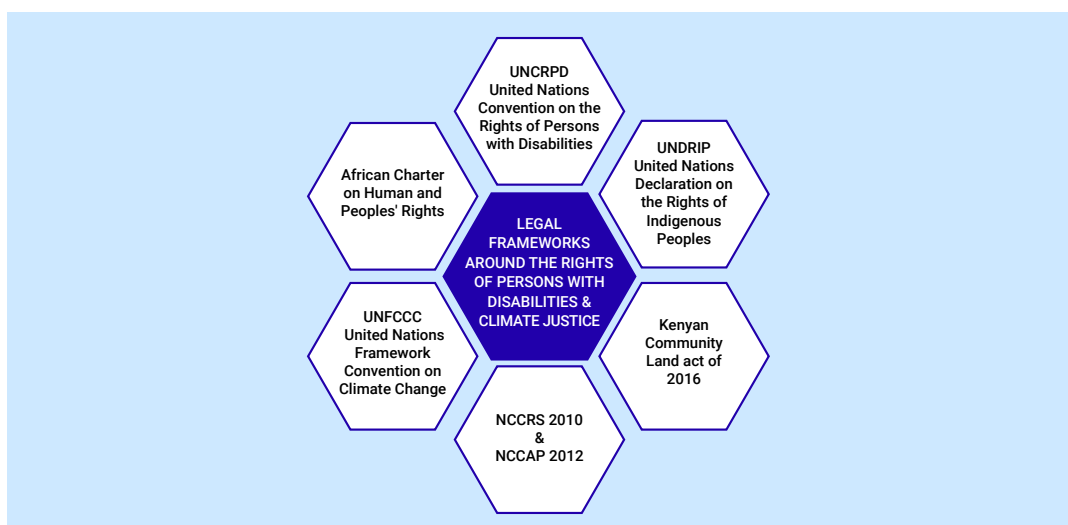 UNCRPD
United Nations
Convention on the
Rights of Persons
with Disabilities
UNDRIP
United Nations
Declaration on
the Rights of
Indigenous
Peoples
African Charter
on Human and
Peoples' Rights
LEGAL
FRAMEWORKS
AROUND THE RIGHTS
OF PERSONS WITH
DISABILITIES &
CLIMATE JUSTICE
UNFCCC
United Nations
Framework
Convention on
Climate Change
Kenyan
Community
Land act of
2016
NCCRS 2010
&
NCCAP 2012